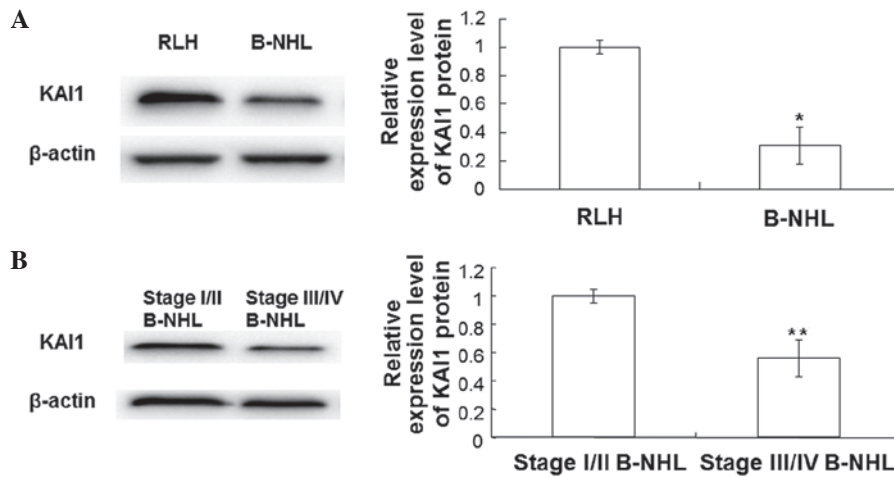 A
RLH B-NHL
KAI1
β-actin
Relative
expression level
of KAI1 protein
1.2
1
0.8
0.6
0.4
0.2
0
*
RLH B-NHL
B
Stage I/II Stage III/IV
B-NHL B-NHL
KAI1
β-actin
Relative
expression level
of KAI1 protein
1.2
1
0.8
0.6
0.4
0.2
0
**
Stage I/II B-NHL Stage III/IV B-NHL